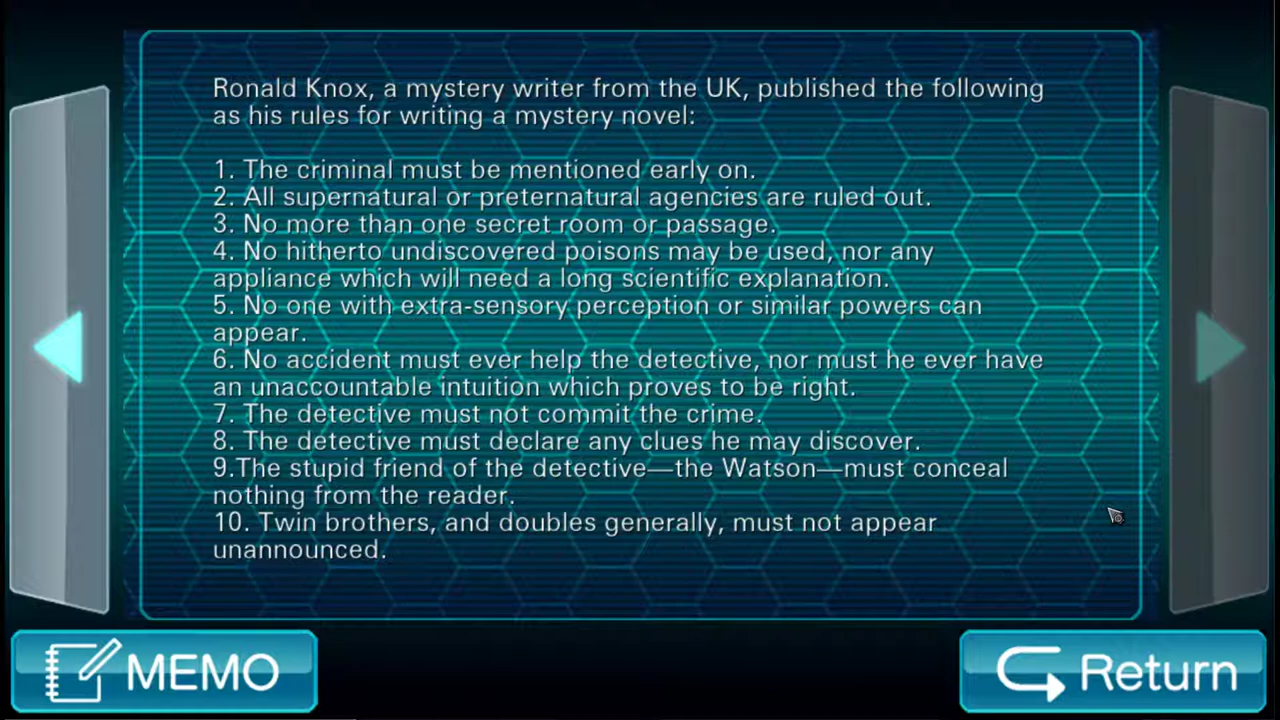 Ronald Knox, a mystery writer from the UK, published the following
as his rules for writing a mystery novel:
1. The criminal must be mentioned early on.
2. All supernatural or preternatural agencies are ruled out.
3. No more than one secret room or passage.
4. No hitherto undiscovered poisons may be used, nor any
appliance which will need a long scientific explanation.
5. No one with extra-sensory perception or similar powers can
appear.
6. No accident must ever help the detective, nor must he ever have
an unaccountable intuition which proves to be right.
7. The detective must not commit the crime.
8. The detective must declare any clues he may discover.
9.The stupid friend of the detective—the Watson—must conceal
nothing from the reader.
10. Twin brothers, and doubles generally, must not appear
unannounced.
MEMO
Return